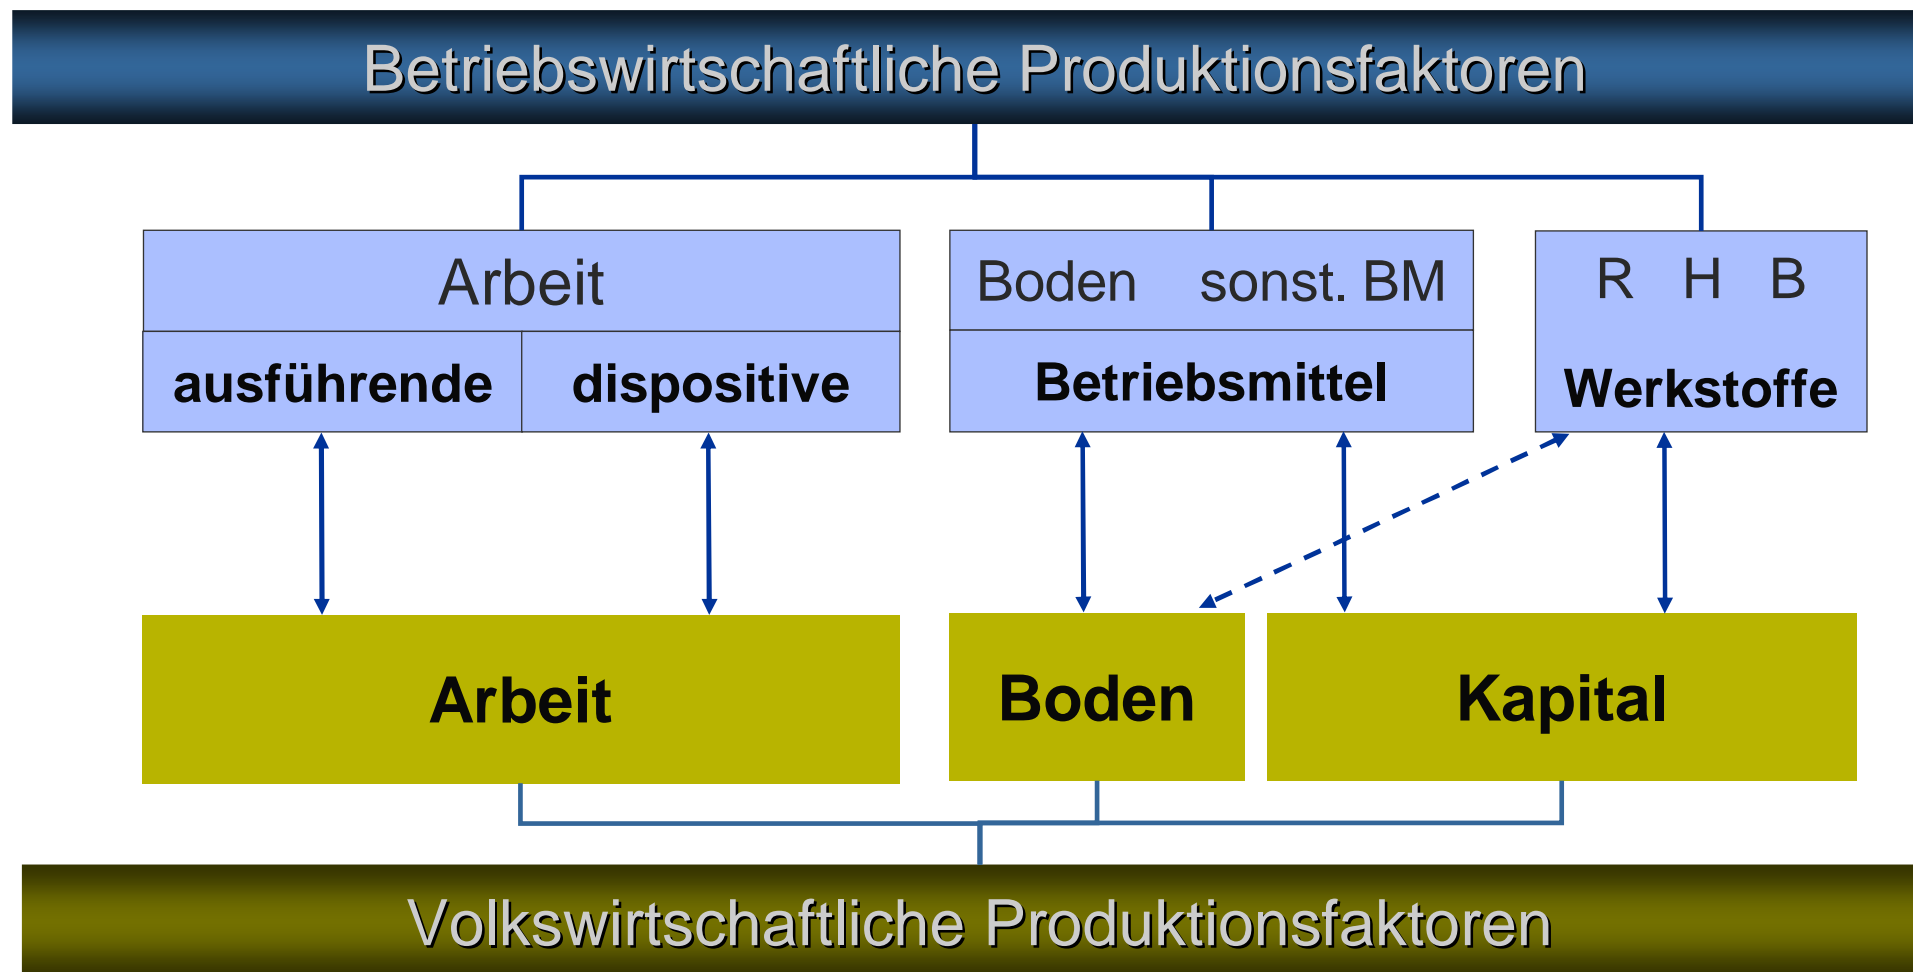 Betriebswirtschaftliche Produktionsfaktoren
Arbeit
ausführende dispositive
Boden sonst. BM
Betriebsmittel
R H B
Werkstoffe
Arbeit
Boden
Kapital
Volkswirtschaftliche Produktionsfaktoren